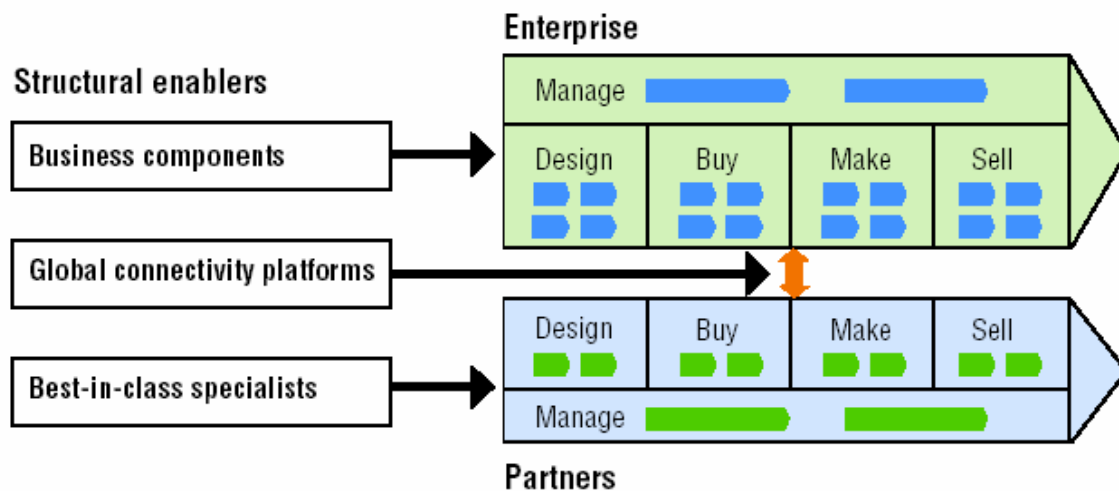 Enterprise
Structural enablers
Manage
Business components
Design Buy Make Sell
Global connectivity platforms
Design Buy Make Sell
Best-in-class specialists
Manage
Partners